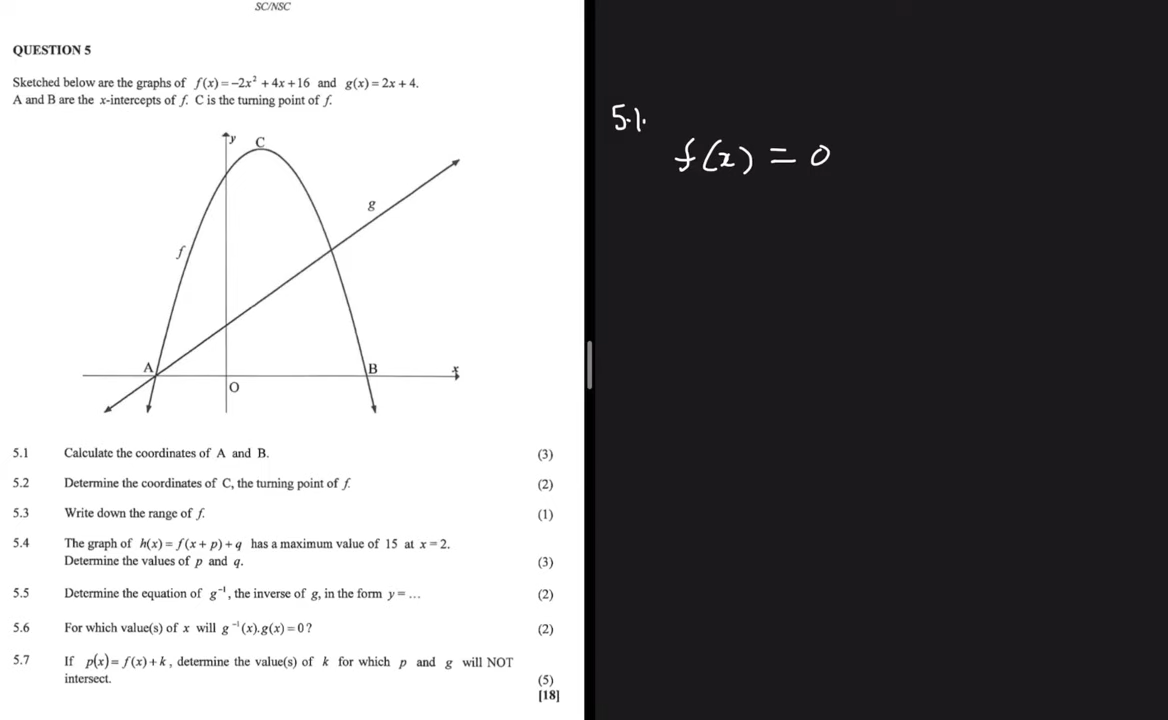 SC/NSC
QUESTION 5
Sketched below are the graphs of f(x) = –2x² + 4x + 16 and g(x) = 2x + 4.
A and B are the x-intercepts of f. C is the turning point of f.
y
C
g
f
A
B
x
O
5.1 Calculate the coordinates of A and B. (3)
5.2 Determine the coordinates of C, the turning point of f. (2)
5.3 Write down the range of f. (1)
5.4 The graph of h(x) = f(x + p) + q has a maximum value of 15 at x = 2.
Determine the values of p and q. (3)
5.5 Determine the equation of g⁻¹, the inverse of g, in the form y = ... (2)
5.6 For which value(s) of x will g⁻¹(x).g(x) = 0? (2)
5.7 If p(x) = f(x) + k, determine the value(s) of k for which p and g will NOT
intersect. (5)
[18]
5.1.
f(x) = 0